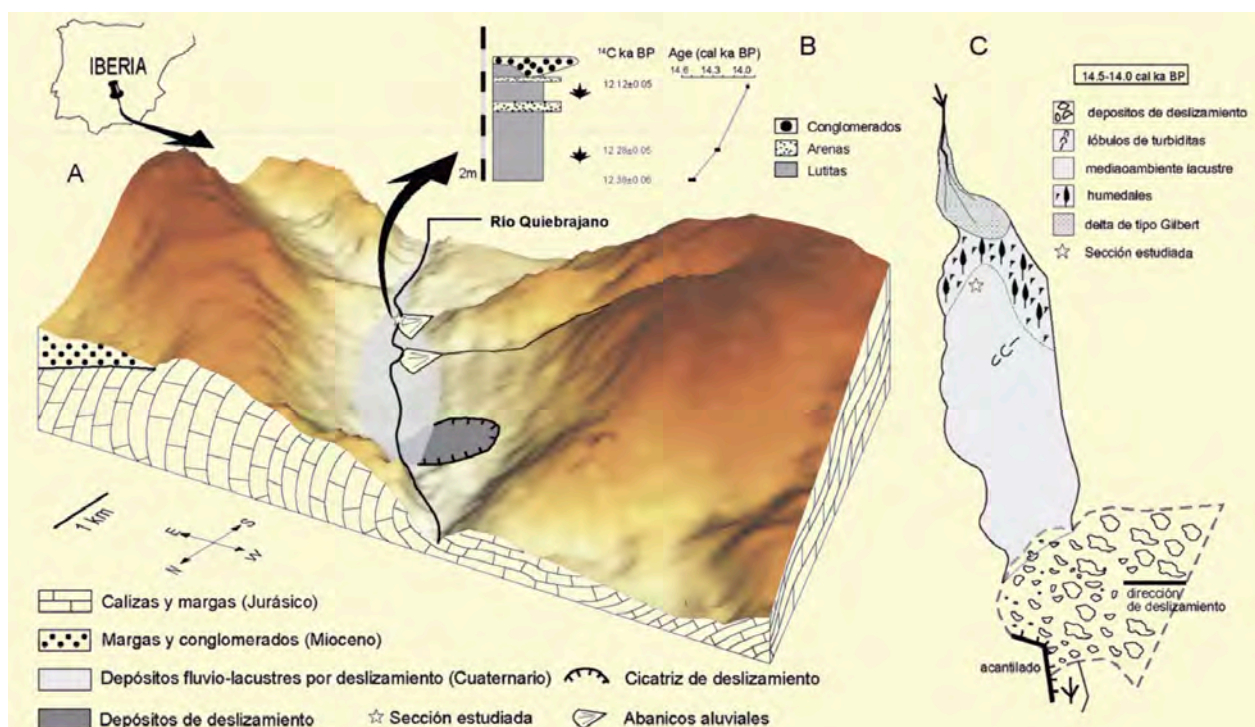 IBERIA
A
B
C
¹⁴C ka BP
Age (cal ka BP)
14.6
14.3
14.0
12.12±0.05
12.28±0.05
12.38±0.06
2m
Conglomerados
Arenas
Lutitas
Rio Quiebrajano
1 km
E
S
N
W
Calizas y margas (Jurásico)
Margas y conglomerados (Mioceno)
Depósitos fluvio-lacustres por deslizamiento (Cuaternario)
Cicatriz de deslizamiento
Depósitos de deslizamiento
Sección estudiada
Abanicos aluviales
14.5-14.0 cal ka BP
depositos de deslizamiento
lóbulos de turbiditas
mediaoambiente lacustre
humedales
delta de tipo Gilbert
Sección estudiada
dirección
de deslizamiento
acantilado